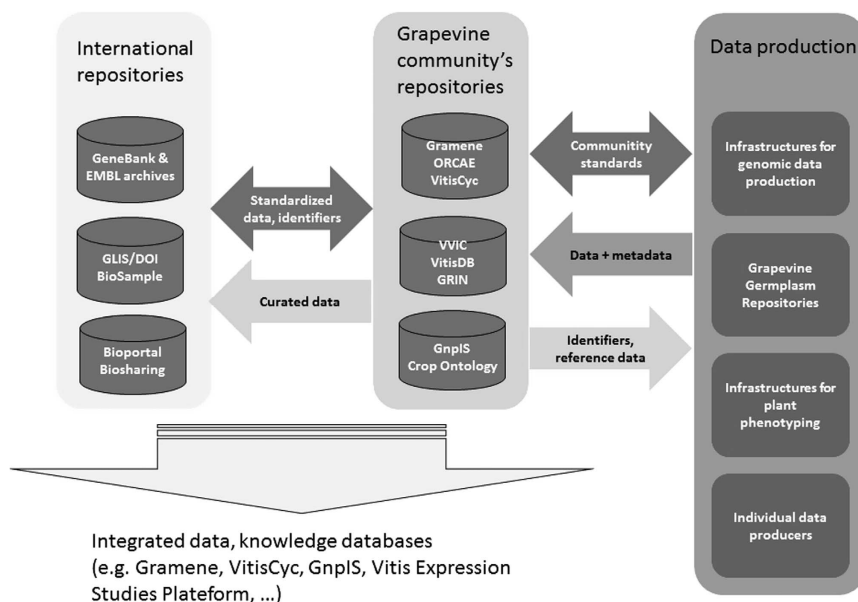 International
repositories
GeneBank &
EMBL archives
GLIS/DOI
BioSample
Bioportal
Biosharing
Standardized
data, identifiers
Curated data
Grapevine
community's
repositories
Gramene
ORCAE
VitisCyc
VVIC
VitisDB
GRIN
GnpIS
Crop Ontology
Communitity
standards
Data + metadata
Identifiers,
reference data
Data production
Infrastructures for
genomic data
production
Grapevine
Germplasm
Repositories
Infrastructures for
plant
phenotyping
Individual data
producers
Integrated data, knowledge databases
(e.g. Gramene, VitisCyc, GnpIS, Vitis Expression
Studies Plateform, ...)